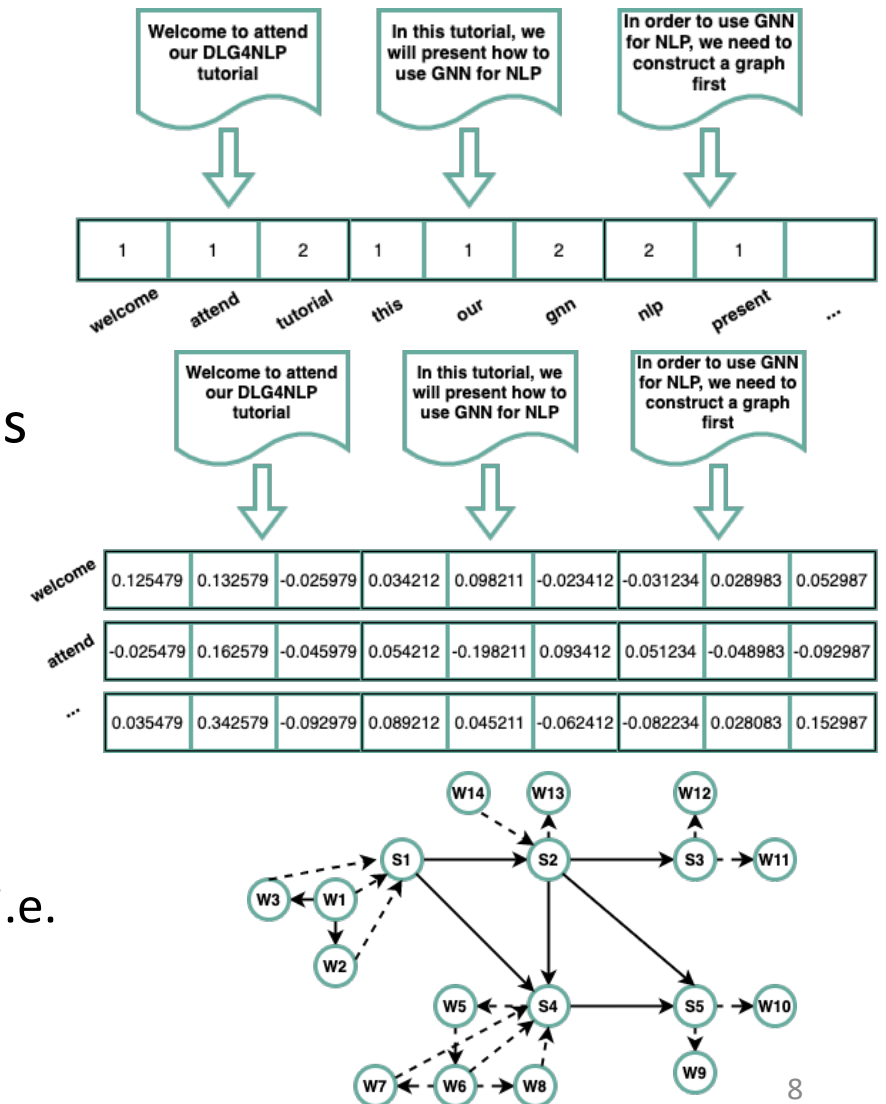 Welcome to attend
our DLG4NLP
tutorial
In this tutorial, we
will present how to
use GNN for NLP
In order to use GNN
for NLP, we need to
construct a graph
first
1 1 2 1 1 2 2 1
welcome attend tutorial this our gnn nlp present ...
s
Welcome to attend
our DLG4NLP
tutorial
In this tutorial, we
will present how to
use GNN for NLP
In order to use GNN
for NLP, we need to
construct a graph
first
welcome 0.125479 0.132579 -0.025979 0.034212 0.098211 -0.023412 -0.031234 0.028983 0.052987
attend -0.025479 0.162579 -0.045979 0.054212 -0.198211 0.093412 0.051234 -0.048983 -0.092987
... 0.035479 0.342579 -0.092979 0.089212 0.045211 -0.062412 -0.082234 0.028083 0.152987
W14 W13 W12
S1 S2 S3 W11
W3 W1
.e.
W2
W5 S4 S5 W10
W7 W6 W8 W9
8